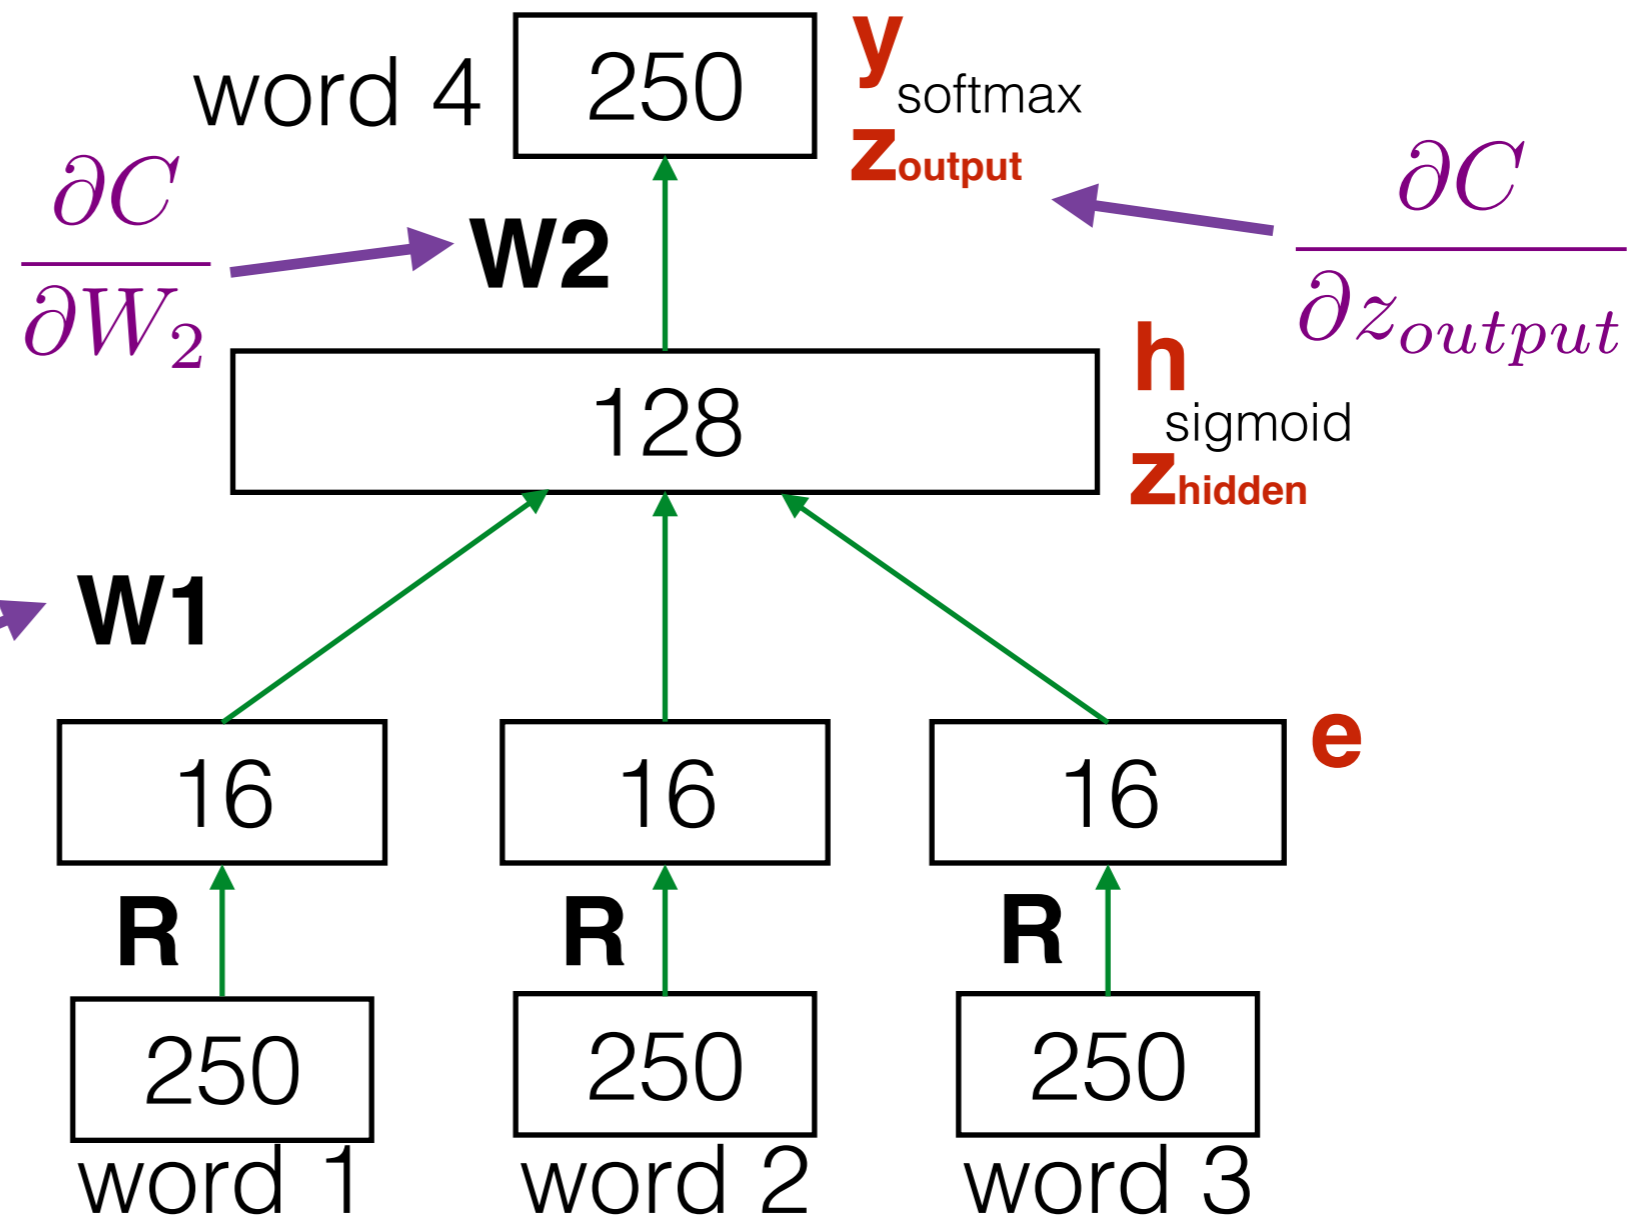 word 4 250 y
softmax
z output
∂C
∂W₂
W2
∂C
∂z_output
128 h
sigmoid
z hidden
W1
16 16 16 e
R R R
250 250 250
word 1 word 2 word 3